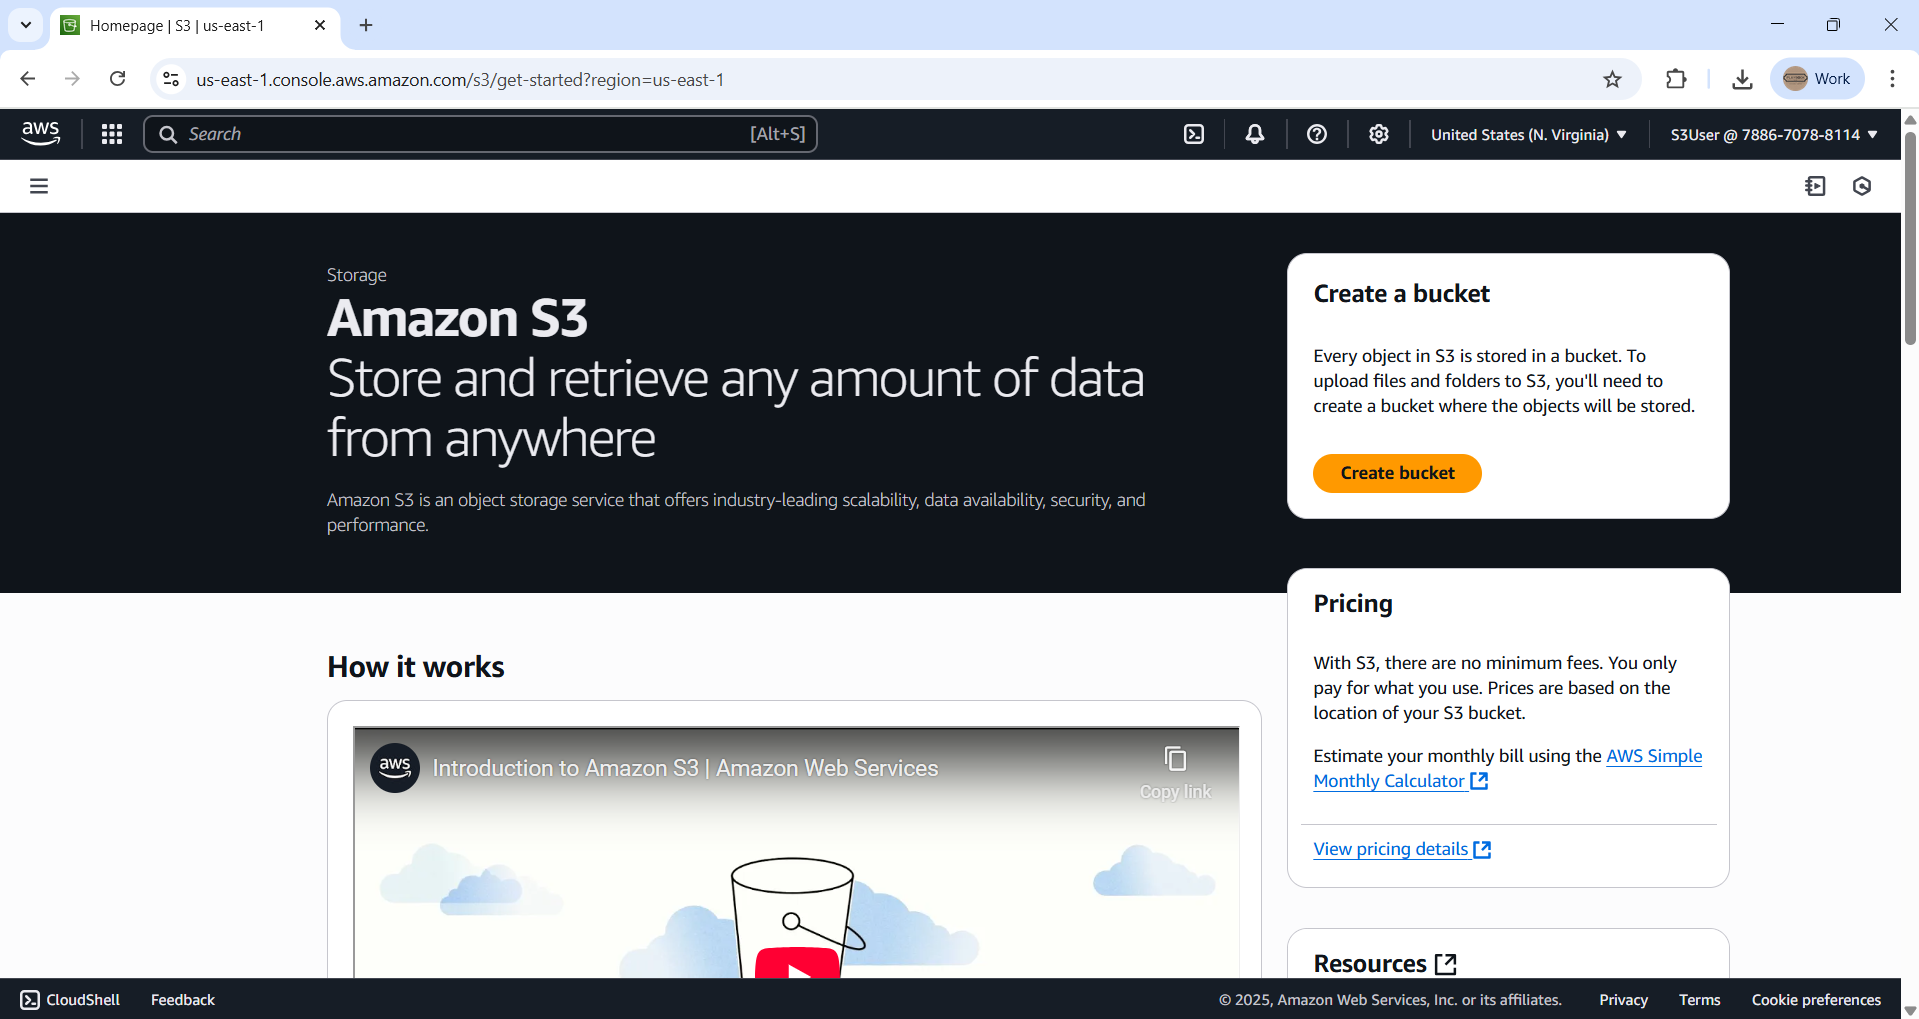 Homepage | S3 | us-east-1
us-east-1.console.aws.amazon.com/s3/get-started?region=us-east-1
Work
aws
Search
[Alt+S]
United States (N. Virginia)
S3User @ 7886-7078-8114
Storage
Amazon S3
Store and retrieve any amount of data
from anywhere
Amazon S3 is an object storage service that offers industry-leading scalability, data availability, security, and
performance.
Create a bucket
Every object in S3 is stored in a bucket. To
upload files and folders to S3, you'll need to
create a bucket where the objects will be stored.
Create bucket
Pricing
With S3, there are no minimum fees. You only
pay for what you use. Prices are based on the
location of your S3 bucket.
Estimate your monthly bill using the AWS Simple
Monthly Calculator
View pricing details
Resources
How it works
aws
Introduction to Amazon S3 | Amazon Web Services
Copy link
CloudShell
Feedback
© 2025, Amazon Web Services, Inc. or its affiliates.
Privacy
Terms
Cookie preferences